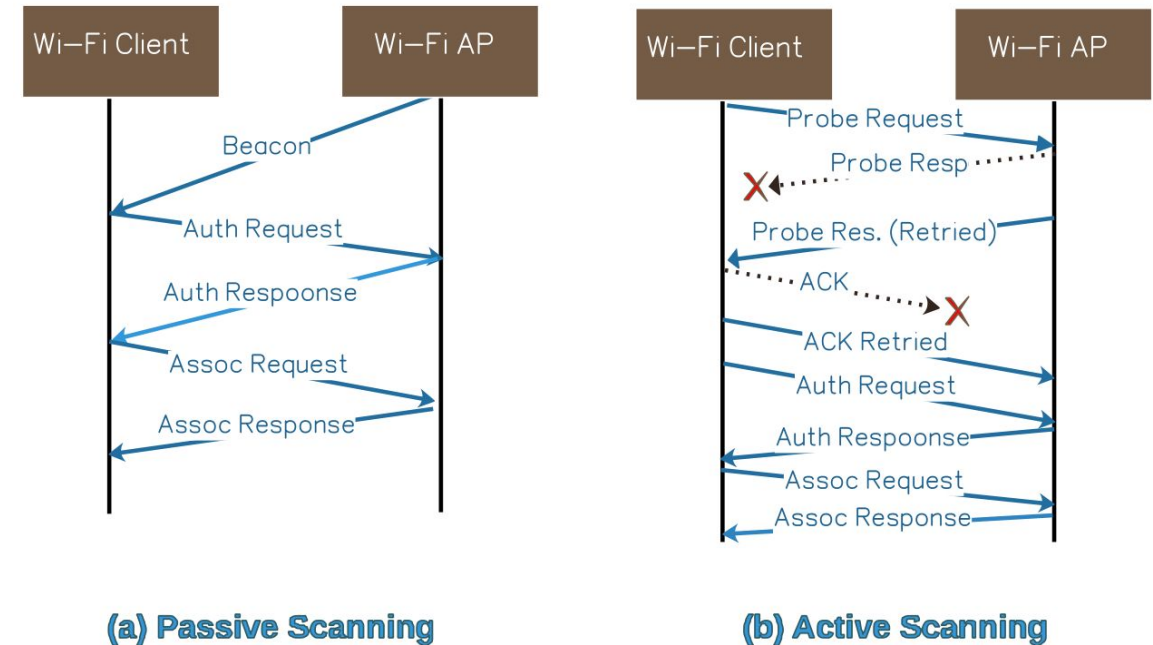 Wi-Fi Client
Wi-Fi AP
Beacon
Auth Request
Auth Respoonse
Assoc Request
Assoc Response
(a) Passive Scanning
Wi-Fi Client
Wi-Fi AP
Probe Request
Probe Resp
X
Probe Res. (Retried)
ACK
X
ACK Retried
Auth Request
Auth Respoonse
Assoc Request
Assoc Response
(b) Active Scanning